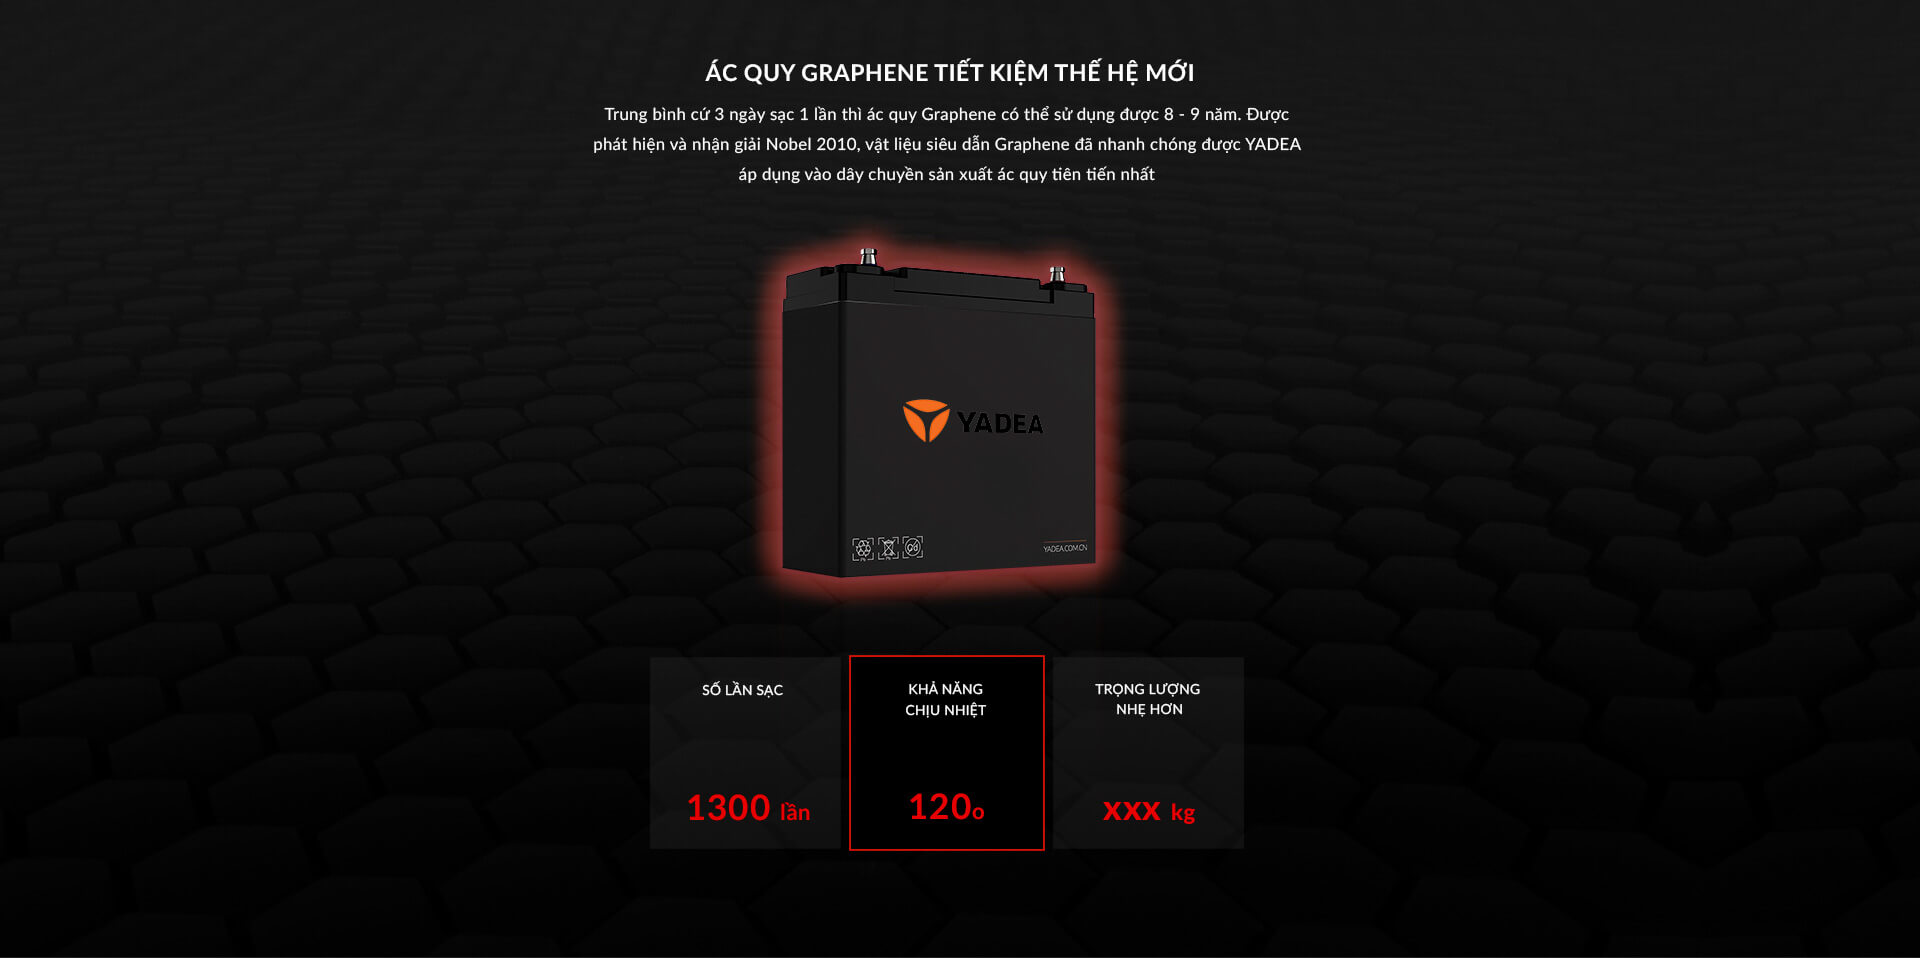 ÁC QUY GRAPHENE TIẾT KIỆM THẾ HỆ MỚI
Trung bình cứ 3 ngày sạc 1 lần thì ác quy Graphene có thể sử dụng được 8 - 9 năm. Được
phát hiện và nhận giải Nobel 2010, vật liệu siêu dẫn Graphene đã nhanh chóng được YADEA
áp dụng vào dây chuyền sản xuất ác quy tiên tiến nhất
YADEA
YADEA.COM.CN
SỐ LẦN SẠC
1300 lần
KHẢ NĂNG
CHỊU NHIỆT
120o
TRỌNG LƯỢNG
NHẸ HƠN
xxx kg